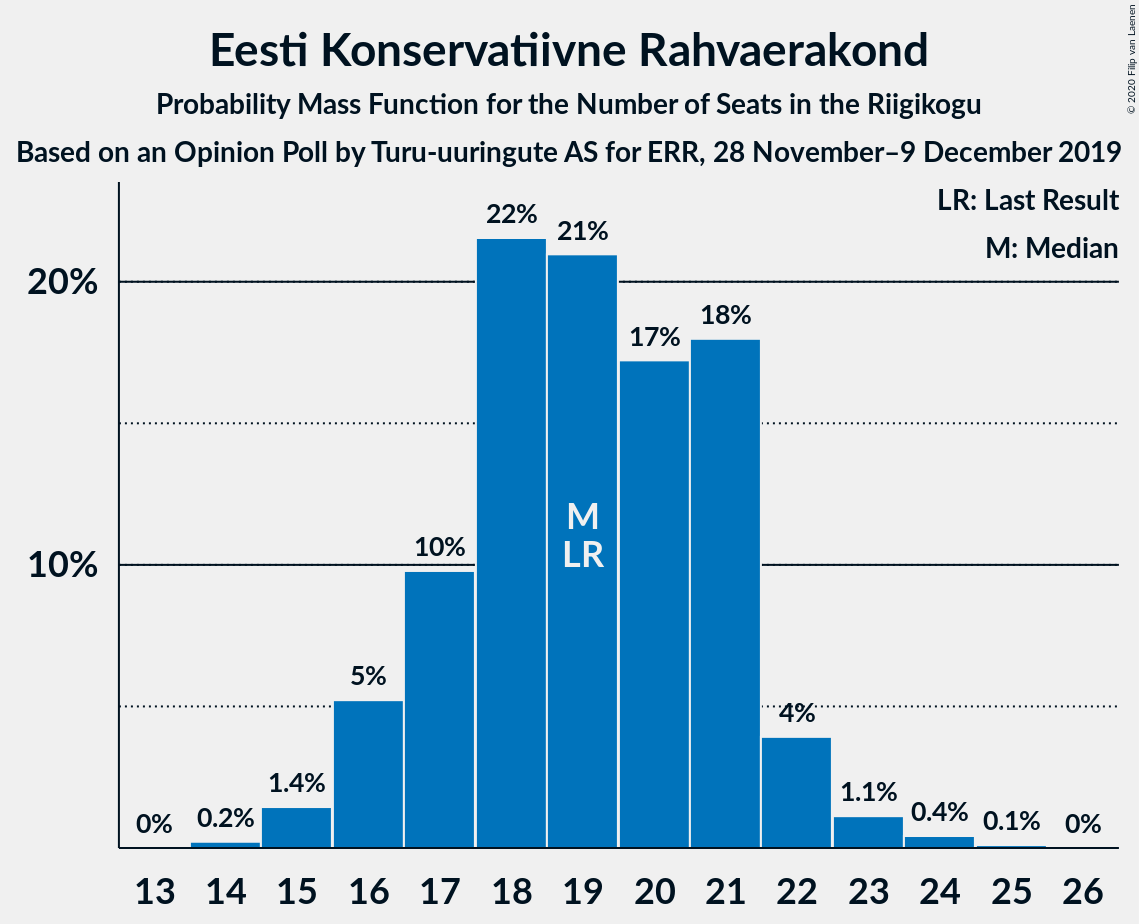 Eesti Konservatiivne Rahvaerakond
Probability Mass Function for the Number of Seats in the Riigikogu
Based on an Opinion Poll by Turu-uuringute AS for ERR, 28 November–9 December 2019
© 2020 Filip van Laenen
LR: Last Result
M: Median
20%
10%
0%
0.2%
1.4%
5%
10%
22%
21%
17%
18%
4%
1.1%
0.4%
0.1%
0%
M
LR
13 14 15 16 17 18 19 20 21 22 23 24 25 26